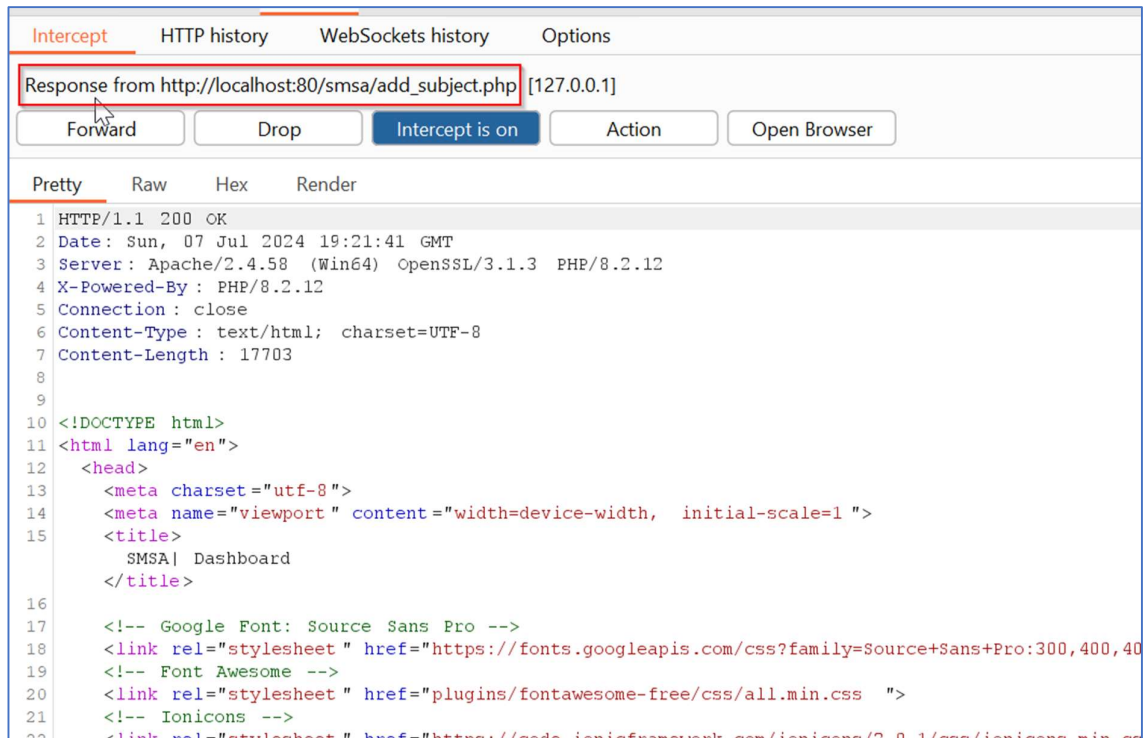 Intercept HTTP history WebSockets history Options
Response from http://localhost:80/smsa/add_subject.php [127.0.0.1]
Forward Drop Intercept is on Action Open Browser
Pretty Raw Hex Render
1 HTTP/1.1 200 OK
2 Date: Sun, 07 Jul 2024 19:21:41 GMT
3 Server: Apache/2.4.58 (Win64) OpenSSL/3.1.3 PHP/8.2.12
4 X-Powered-By : PHP/8.2.12
5 Connection : close
6 Content-Type : text/html; charset=UTF-8
7 Content-Length : 17703
8
9
10 <!DOCTYPE html>
11 <html lang="en">
12 <head>
13 <meta charset ="utf-8">
14 <meta name="viewport " content ="width=device-width, initial-scale=1 ">
15 <title>
SMSA| Dashboard
</title>
16
17 <!-- Google Font: Source Sans Pro -->
18 <link rel="stylesheet " href="https://fonts.googleapis.com/css?family=Source+Sans+Pro:300,400,40
19 <!-- Font Awesome -->
20 <link rel="stylesheet " href="plugins/fontawesome-free/css/all.min.css ">
21 <!-- Ionicons -->